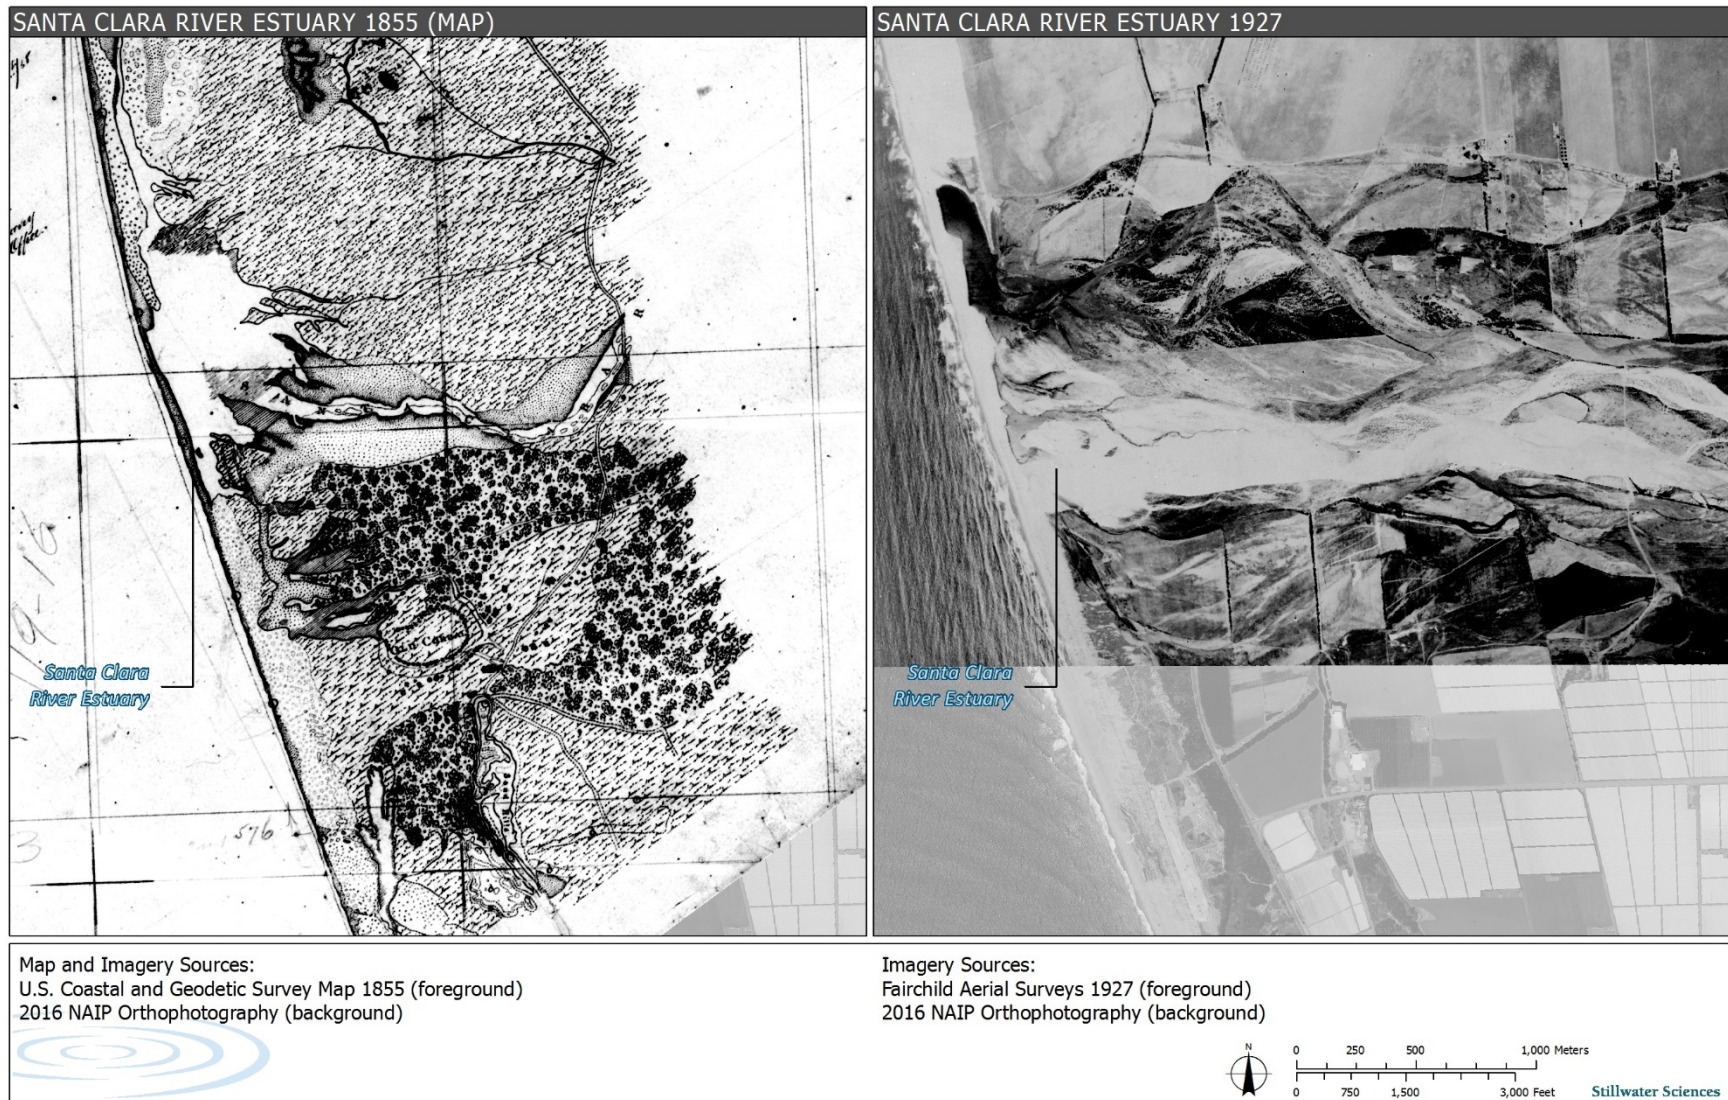 SANTA CLARA RIVER ESTUARY 1855 (MAP)
576
Santa Clara
River Estuary
SANTA CLARA RIVER ESTUARY 1927
Santa Clara
River Estuary
Map and Imagery Sources:
U.S. Coastal and Geodetic Survey Map 1855 (foreground)
2016 NAIP Orthophotography (background)
Imagery Sources:
Fairchild Aerial Surveys 1927 (foreground)
2016 NAIP Orthophotography (background)
N
0 250 500 1,000 Meters
0 750 1,500 3,000 Feet
Stillwater Sciences